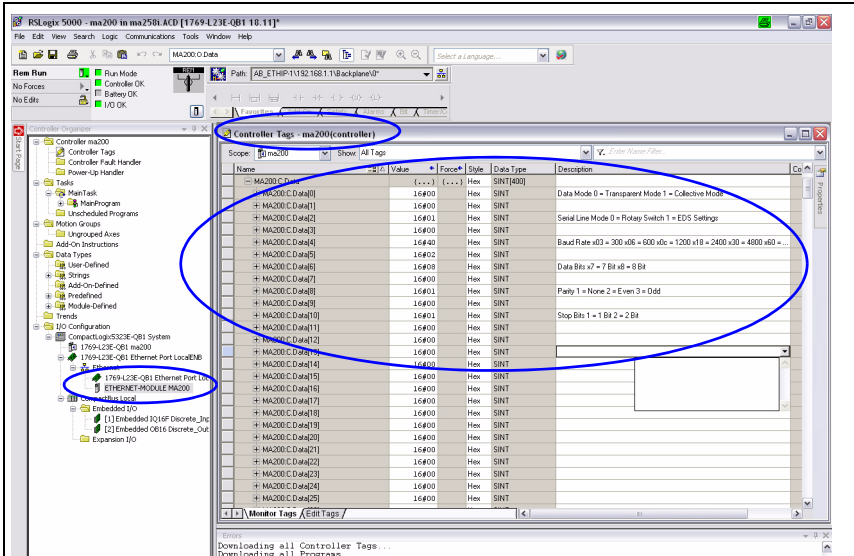 RSLogix 5000 - ma200 in ma258i.ACD [1769-L23E-QB1 18.11]*
File Edit View Search Logic Communications Tools Window Help
MA200:O.Data
Select a Language...
Rem Run
Run Mode
No Forces
Controller OK
Battery OK
No Edits
I/O OK
REM
Path: AB_ETHIP-1\192.168.1.1\Backplane\0*
Favorites
Alarms
Bit
Controller Organizer
Start Page
Controller ma200
Controller Tags
Controller Fault Handler
Power-Up Handler
Tasks
MainTask
MainProgram
Unscheduled Programs
Motion Groups
Ungrouped Axes
Add-On Instructions
Data Types
User-Defined
Strings
Add-On-Defined
Predefined
Module-Defined
Trends
I/O Configuration
CompactLogix5323E-QB1 System
1769-L23E-QB1 ma200
1769-L23E-QB1 Ethernet Port LocalENB
Ethernet
1769-L23E-QB1 Ethernet Port Loc
ETHERNET-MODULE MA200
CompactBus Local
Embedded I/O
[1] Embedded IQ16F Discrete_Inp
[2] Embedded OB16 Discrete_Out
Expansion I/O
Controller Tags - ma200(controller)
Scope: ma200 Show: All Tags Enter Name Filter...
Name Value Force Style Data Type Description Co
MA200:C.Data {...} {...} Hex SINT[400]
MA200:C.Data[0] 16#00 Hex SINT Data Mode 0 = Transparent Mode 1 = Collective Mode
MA200:C.Data[1] 16#00 Hex SINT
MA200:C.Data[2] 16#01 Hex SINT Serial Line Mode 0 = Rotary Switch 1 = EDS Settings
MA200:C.Data[3] 16#00 Hex SINT
MA200:C.Data[4] 16#40 Hex SINT Baud Rate x03 = 300 x06 = 600 x0c = 1200 x18 = 2400 x30 = 4800 x60 = ...
MA200:C.Data[5] 16#02 Hex SINT
MA200:C.Data[6] 16#08 Hex SINT Data Bits x7 = 7 Bit x8 = 8 Bit
MA200:C.Data[7] 16#00 Hex SINT
MA200:C.Data[8] 16#01 Hex SINT Parity 1 = None 2 = Even 3 = Odd
MA200:C.Data[9] 16#00 Hex SINT
MA200:C.Data[10] 16#01 Hex SINT Stop Bits 1 = 1 Bit 2 = 2 Bit
MA200:C.Data[11] 16#00 Hex SINT
MA200:C.Data[12] 16#00 Hex SINT
MA200:C.Data[13] 16#00 Hex SINT
MA200:C.Data[14] 16#00 Hex SINT
MA200:C.Data[15] 16#00 Hex SINT
MA200:C.Data[16] 16#00 Hex SINT
MA200:C.Data[17] 16#00 Hex SINT
MA200:C.Data[18] 16#00 Hex SINT
MA200:C.Data[19] 16#00 Hex SINT
MA200:C.Data[20] 16#00 Hex SINT
MA200:C.Data[21] 16#00 Hex SINT
MA200:C.Data[22] 16#00 Hex SINT
MA200:C.Data[23] 16#00 Hex SINT
MA200:C.Data[24] 16#00 Hex SINT
MA200:C.Data[25] 16#00 Hex SINT
Monitor Tags Edit Tags
Properties
Errors
Downloading all Controller Tags...
Downloading all Programs